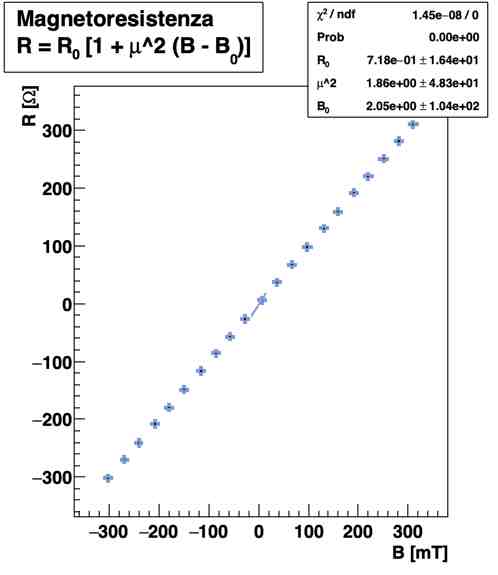 Magnetoresistenza
R = R₀ [1 + μ^2 (B - B₀)]
χ² / ndf 1.45e−08 / 0
Prob 0.00e+00
R₀ 7.18e−01 ± 1.64e+01
μ^2 1.86e+00 ± 4.83e+01
B₀ 2.05e+00 ± 1.04e+02
R [Ω]
300
200
100
0
−100
−200
−300
−300 −200 −100 0 100 200 300
B [mT]